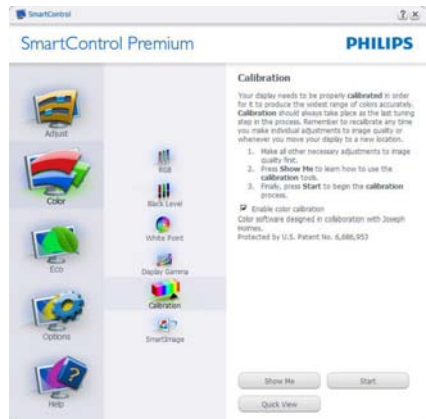 SmartControl
SmartControl Premium
PHILIPS
Adjust
Color
Eco
Options
Help
RGB
Black Level
White Point
Display Gamma
Calibration
SmartImage
Calibration
Your display needs to be properly calibrated in order
for it to produce the widest range of colors accurately.
Calibration should always take place as the last tuning
step in the process. Remember to recalibrate any time
you make individual adjustments to image quality or
whenever you move your display to a new location.
1. Make all other necessary adjustments to image
quality first.
2. Press Show Me to learn how to use the
calibration tools.
3. Finally, press Start to begin the calibration
process.
Enable color calibration
Color software designed in collaboration with Joseph
Holmes.
Protected by U.S. Patent No. 6,686,953
Show Me
Start
Quick View